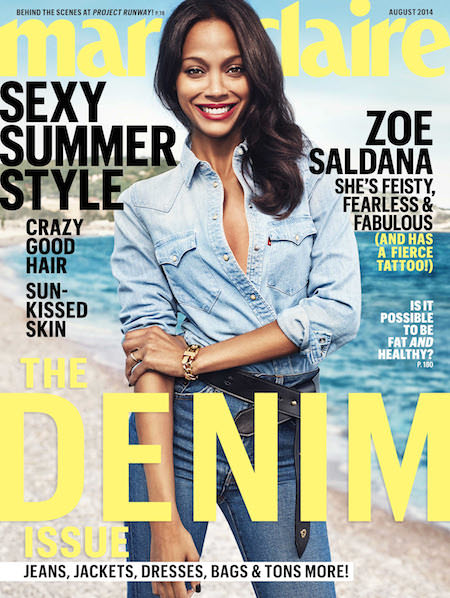 BEHIND THE SCENES AT PROJECT RUNWAY! P.78
AUGUST 2014
marie claire
SEXY
SUMMER
STYLE
CRAZY
GOOD
HAIR
SUN-
KISSED
SKIN
ZOE
SALDANA
SHE'S FEISTY,
FEARLESS &
FABULOUS
(AND HAS
A FIERCE
TATTOO!)
IS IT
POSSIBLE
TO BE
FAT AND
HEALTHY?
P. 180
THE
DENIM
ISSUE
JEANS, JACKETS, DRESSES, BAGS & TONS MORE!